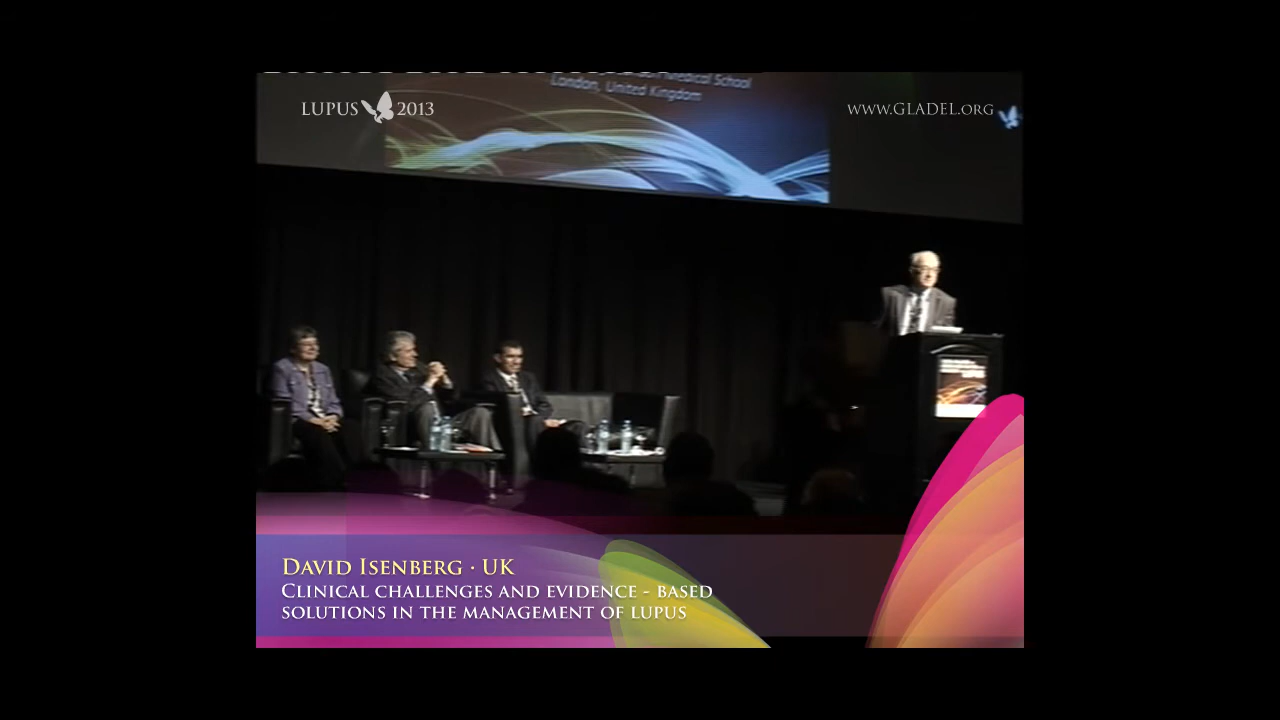 Medical School
London, United Kingdom
LUPUS 2013
WWW.GLADEL.ORG
DAVID ISENBERG · UK
CLINICAL CHALLENGES AND EVIDENCE - BASED
SOLUTIONS IN THE MANAGEMENT OF LUPUS